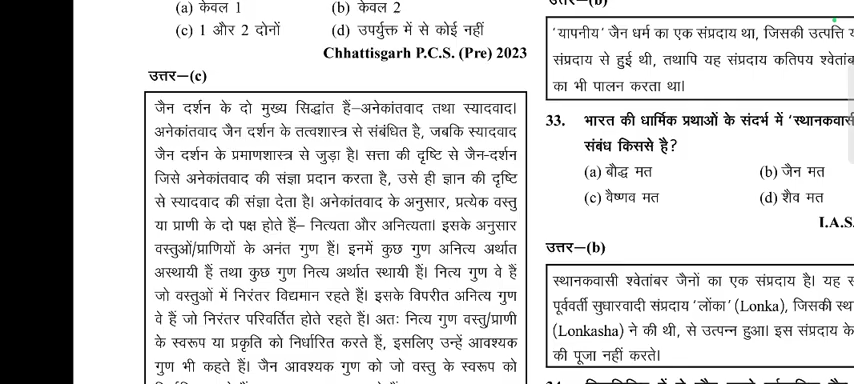 (a) केवल 1 (b) केवल 2
(c) 1 और 2 दोनों (d) उपर्युक्त में से कोई नहीं
Chhattisgarh P.C.S. (Pre) 2023
उत्तर–(c)
जैन दर्शन के दो मुख्य सिद्धांत हैं–अनेकांतवाद तथा स्यादवाद।
अनेकांतवाद जैन दर्शन के तत्वशास्त्र से संबंधित है, जबकि स्यादवाद
जैन दर्शन के प्रमाणशास्त्र से जुड़ा है। सत्ता की दृष्टि से जैन-दर्शन
जिसे अनेकांतवाद की संज्ञा प्रदान करता है, उसे ही ज्ञान की दृष्टि
से स्यादवाद की संज्ञा देता है। अनेकांतवाद के अनुसार, प्रत्येक वस्तु
या प्राणी के दो पक्ष होते हैं– नित्यता और अनित्यता। इसके अनुसार
वस्तुओं/प्राणियों के अनंत गुण हैं। इनमें कुछ गुण अनित्य अर्थात
अस्थायी हैं तथा कुछ गुण नित्य अर्थात स्थायी हैं। नित्य गुण वे हैं
जो वस्तुओं में निरंतर विद्यमान रहते हैं। इसके विपरीत अनित्य गुण
वे हैं जो निरंतर परिवर्तित होते रहते हैं। अतः नित्य गुण वस्तु/प्राणी
के स्वरूप या प्रकृति को निर्धारित करते हैं, इसलिए उन्हें आवश्यक
गुण भी कहते हैं। जैन आवश्यक गुण को जो वस्तु के स्वरूप को
उत्तर–(b)
'यापनीय' जैन धर्म का एक संप्रदाय था, जिसकी उत्पत्ति
संप्रदाय से हुई थी, तथापि यह संप्रदाय कतिपय श्वेतांब
का भी पालन करता था।
33. भारत की धार्मिक प्रथाओं के संदर्भ में 'स्थानकवासी
संबंध किससे है?
(a) बौद्ध मत (b) जैन मत
(c) वैष्णव मत (d) शैव मत
I.A.S.
उत्तर–(b)
स्थानकवासी श्वेतांबर जैनों का एक संप्रदाय है। यह
पूर्ववर्ती सुधारवादी संप्रदाय 'लोंका' (Lonka), जिसकी स्थ
(Lonkasha) ने की थी, से उत्पन्न हुआ। इस संप्रदाय के
की पूजा नहीं करते।